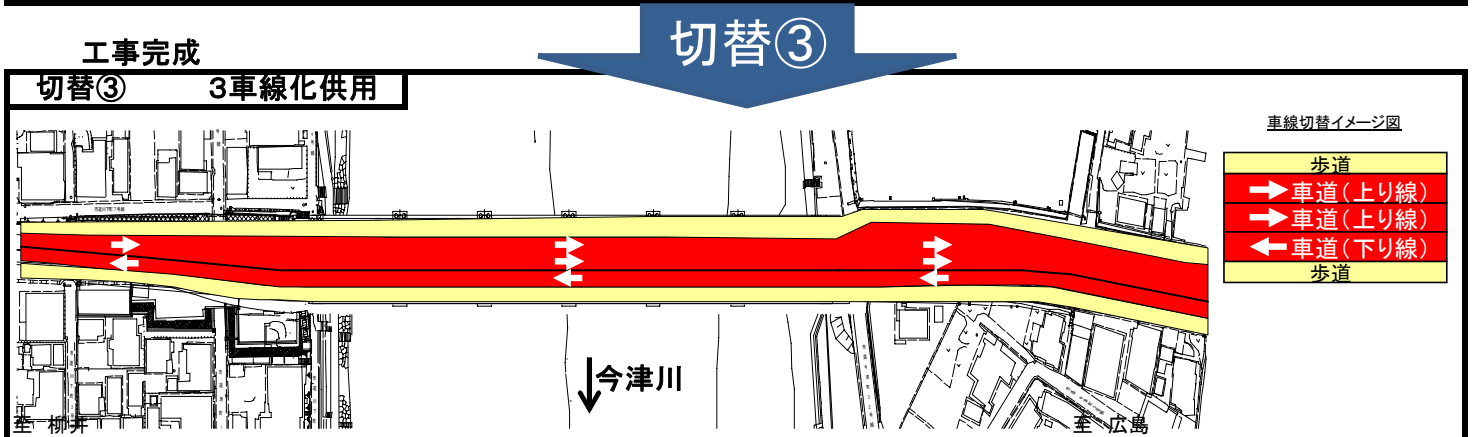 切替③
工事完成
切替③ 3車線化供用
車線切替イメージ図
歩道
車道(上り線)
車道(上り線)
車道(下り線)
歩道
今津川
至 柳井
至 広島